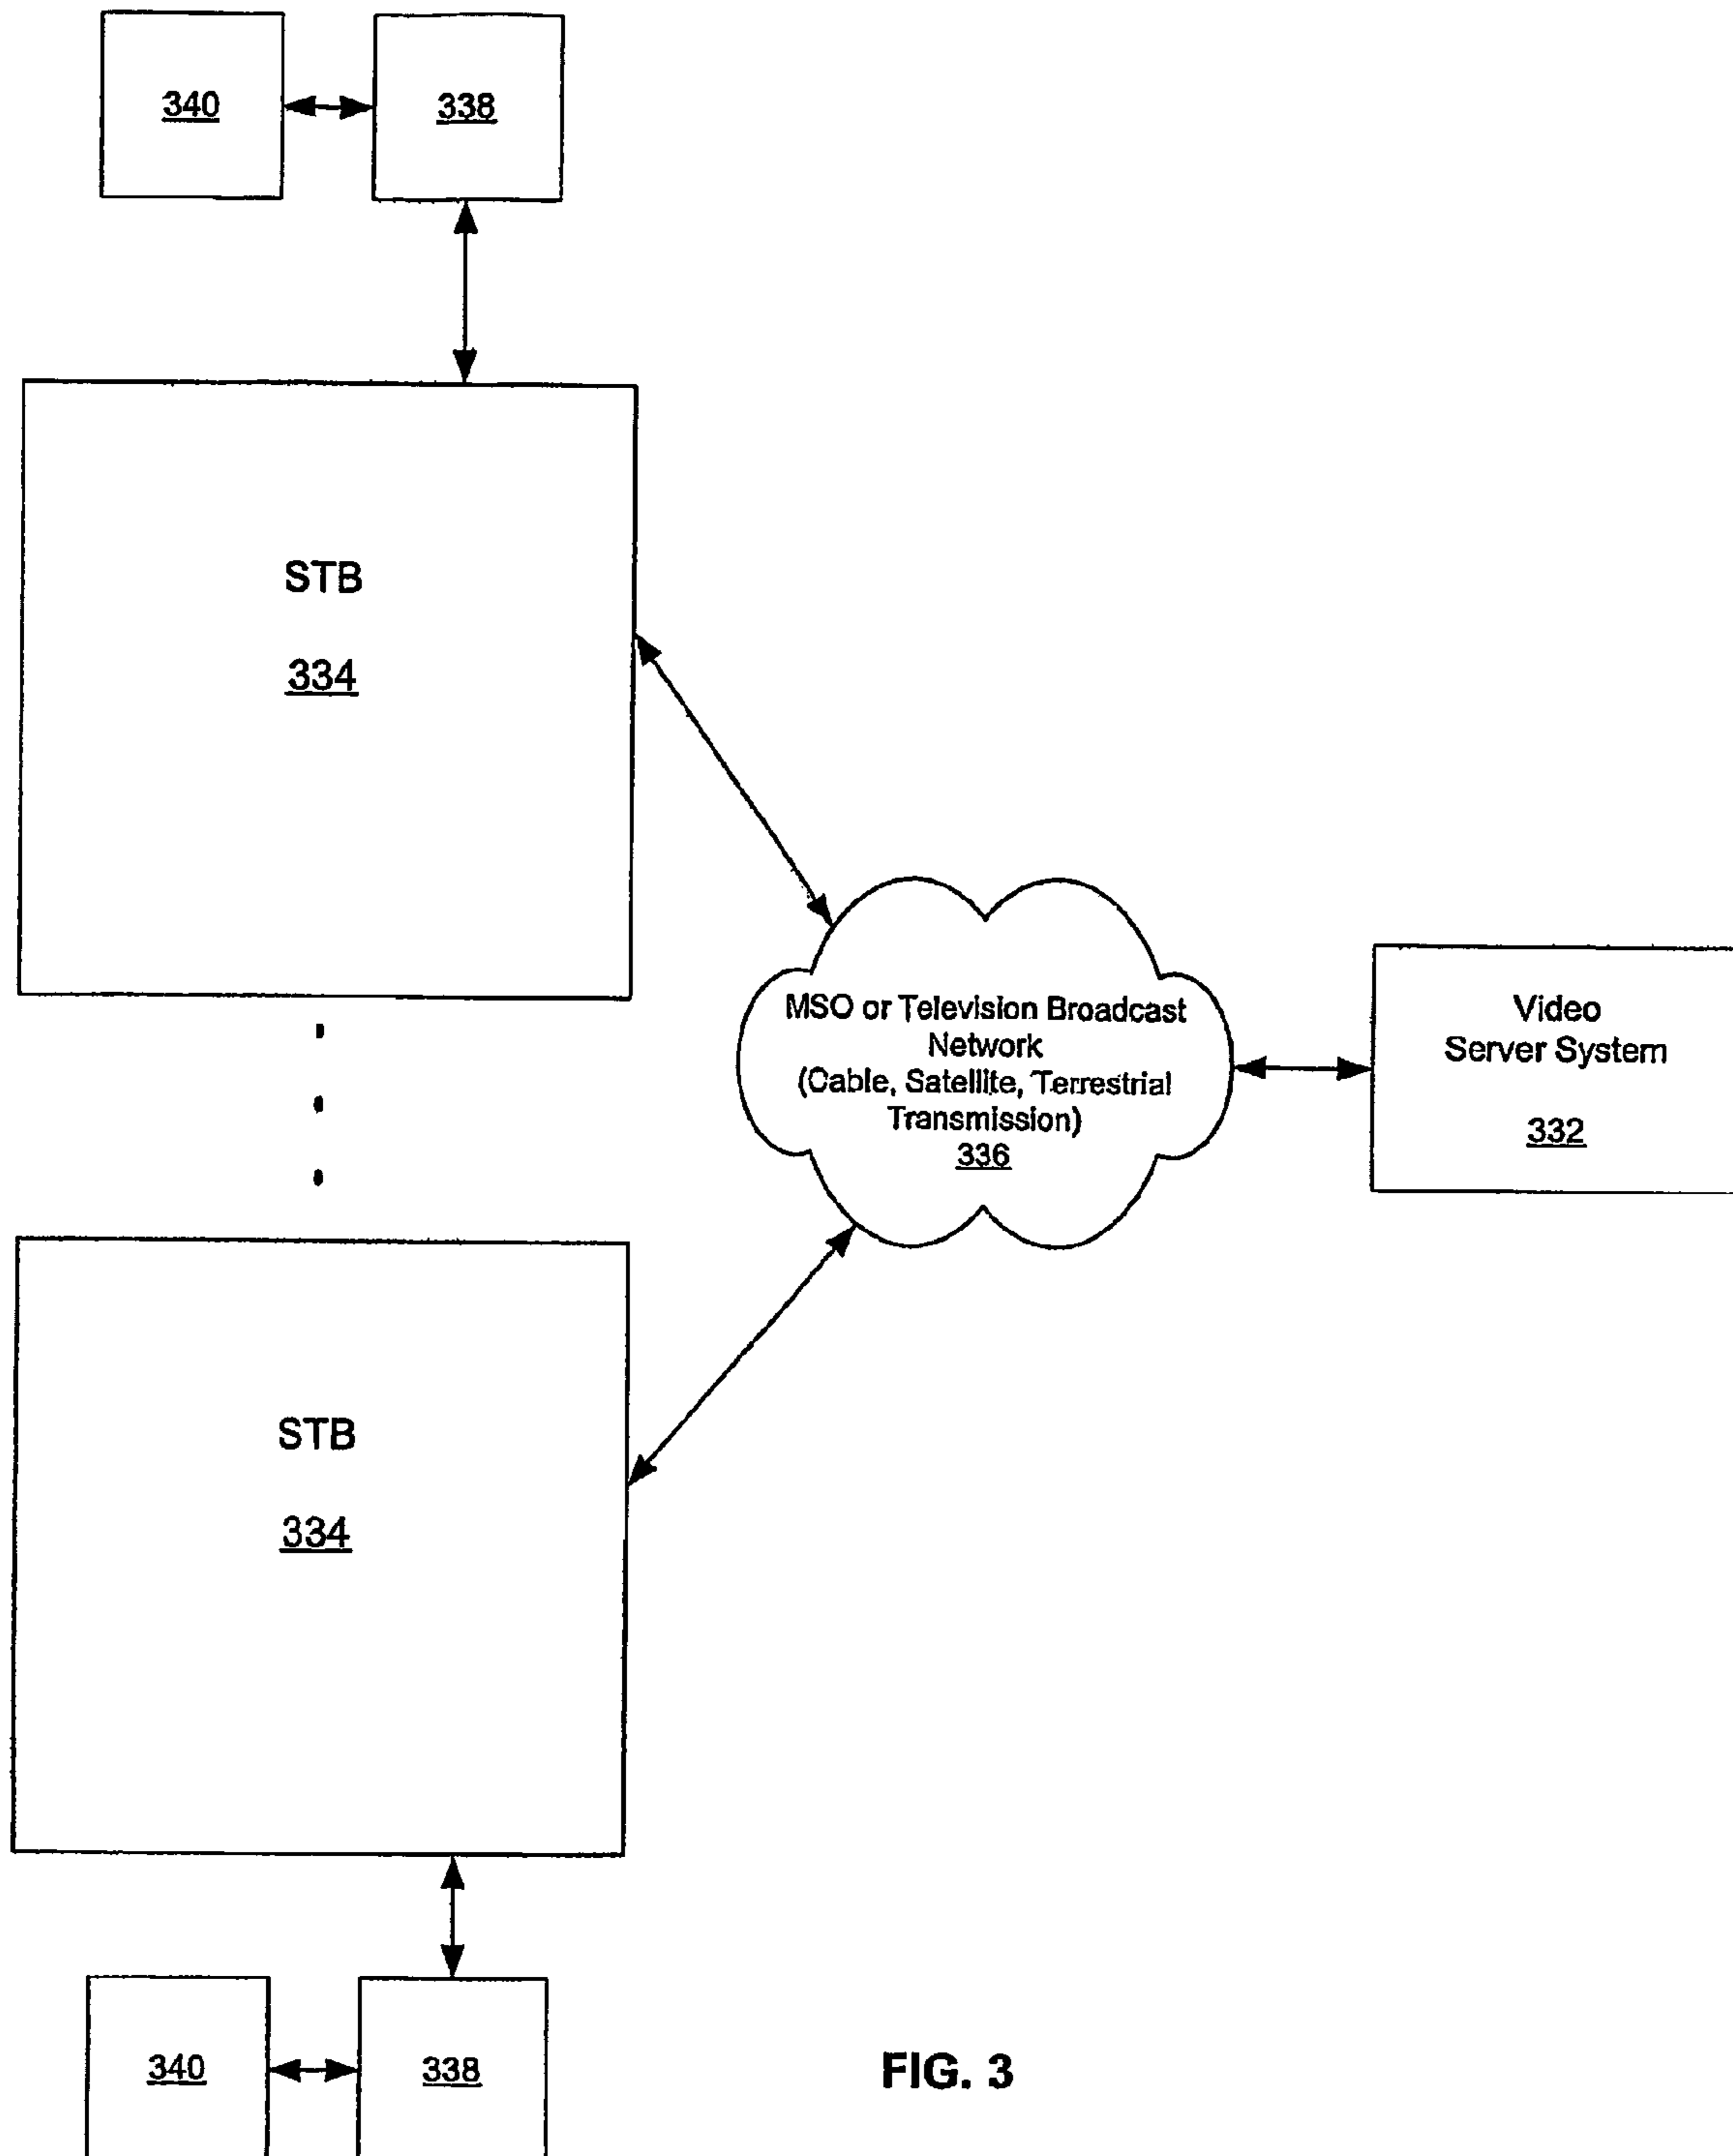 340
338
STB
334
MSO or Television Broadcast
Network
(Cable, Satellite, Terrestrial
Transmission)
336
Video
Server System
332
STB
334
340
338
FIG. 3